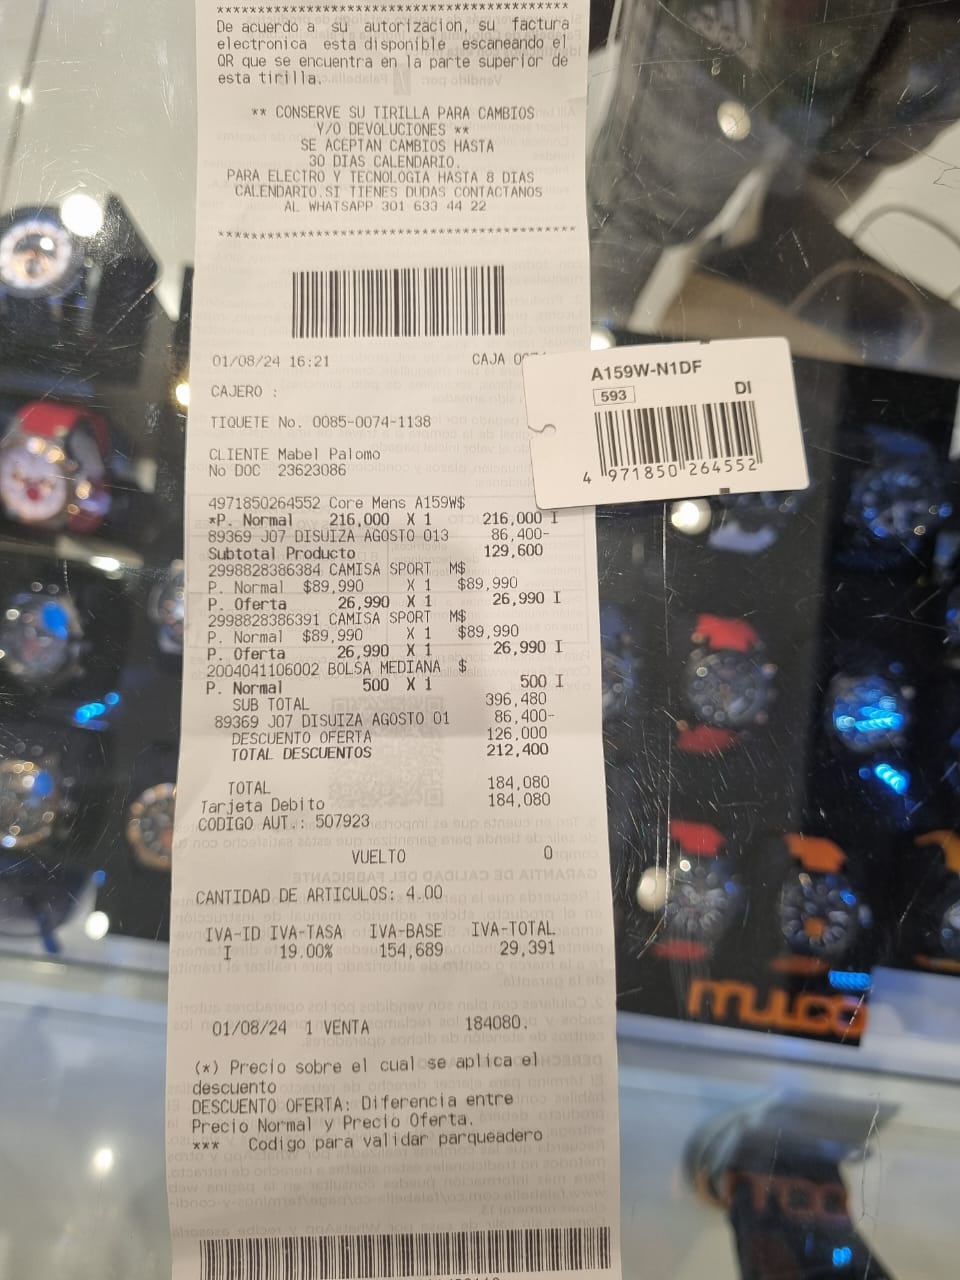 De acuerdo a su autorizacion, su factura
electronica esta disponible escaneando el
QR que se encuentra en la parte superior de
esta tirilla.
** CONSERVE SU TIRILLA PARA CAMBIOS
Y/O DEVOLUCIONES **
SE ACEPTAN CAMBIOS HASTA
30 DIAS CALENDARIO.
PARA ELECTRO Y TECNOLOGIA HASTA 8 DIAS
CALENDARIO.SI TIENES DUDAS CONTACTANOS
AL WHATSAPP 301 633 44 22
01/08/24 16:21 CAJA
CAJERO :
TIQUETE No. 0085-0074-1138
CLIENTE Mabel Palomo
No DOC 23623086
4971850264552 Core Mens A159W$
*P. Normal 216,000 X 1 216,000 I
89369 J07 DISUIZA AGOSTO 013 86,400-
Subtotal Producto 129,600
2998828386384 CAMISA SPORT M$
P. Normal $89,990 X 1 $89,990
P. Oferta 26,990 X 1 26,990 I
2998828386391 CAMISA SPORT M$
P. Normal $89,990 X 1 $89,990
P. Oferta 26,990 X 1 26,990 I
2004041106002 BOLSA MEDIANA $
P. Normal 500 X 1 500 I
SUB TOTAL 396,480
89369 J07 DISUIZA AGOSTO 01 86,400-
DESCUENTO OFERTA 126,000
TOTAL DESCUENTOS 212,400
TOTAL 184,080
Tarjeta Debito 184,080
CODIGO AUT.: 507923
VUELTO 0
CANTIDAD DE ARTICULOS: 4.00
IVA-ID IVA-TASA IVA-BASE IVA-TOTAL
I 19.00% 154,689 29,391
01/08/24 1 VENTA 184080.
(*) Precio sobre el cual se aplica el
descuento
DESCUENTO OFERTA: Diferencia entre
Precio Normal y Precio Oferta.
*** Codigo para validar parqueadero
A159W-N1DF
593 DI
4 971850 264552
mulco